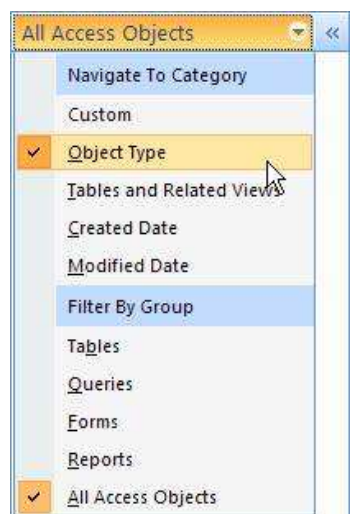 All Access Objects «
Navigate To Category
Custom
Object Type
Tables and Related Views
Created Date
Modified Date
Filter By Group
Tables
Queries
Forms
Reports
All Access Objects